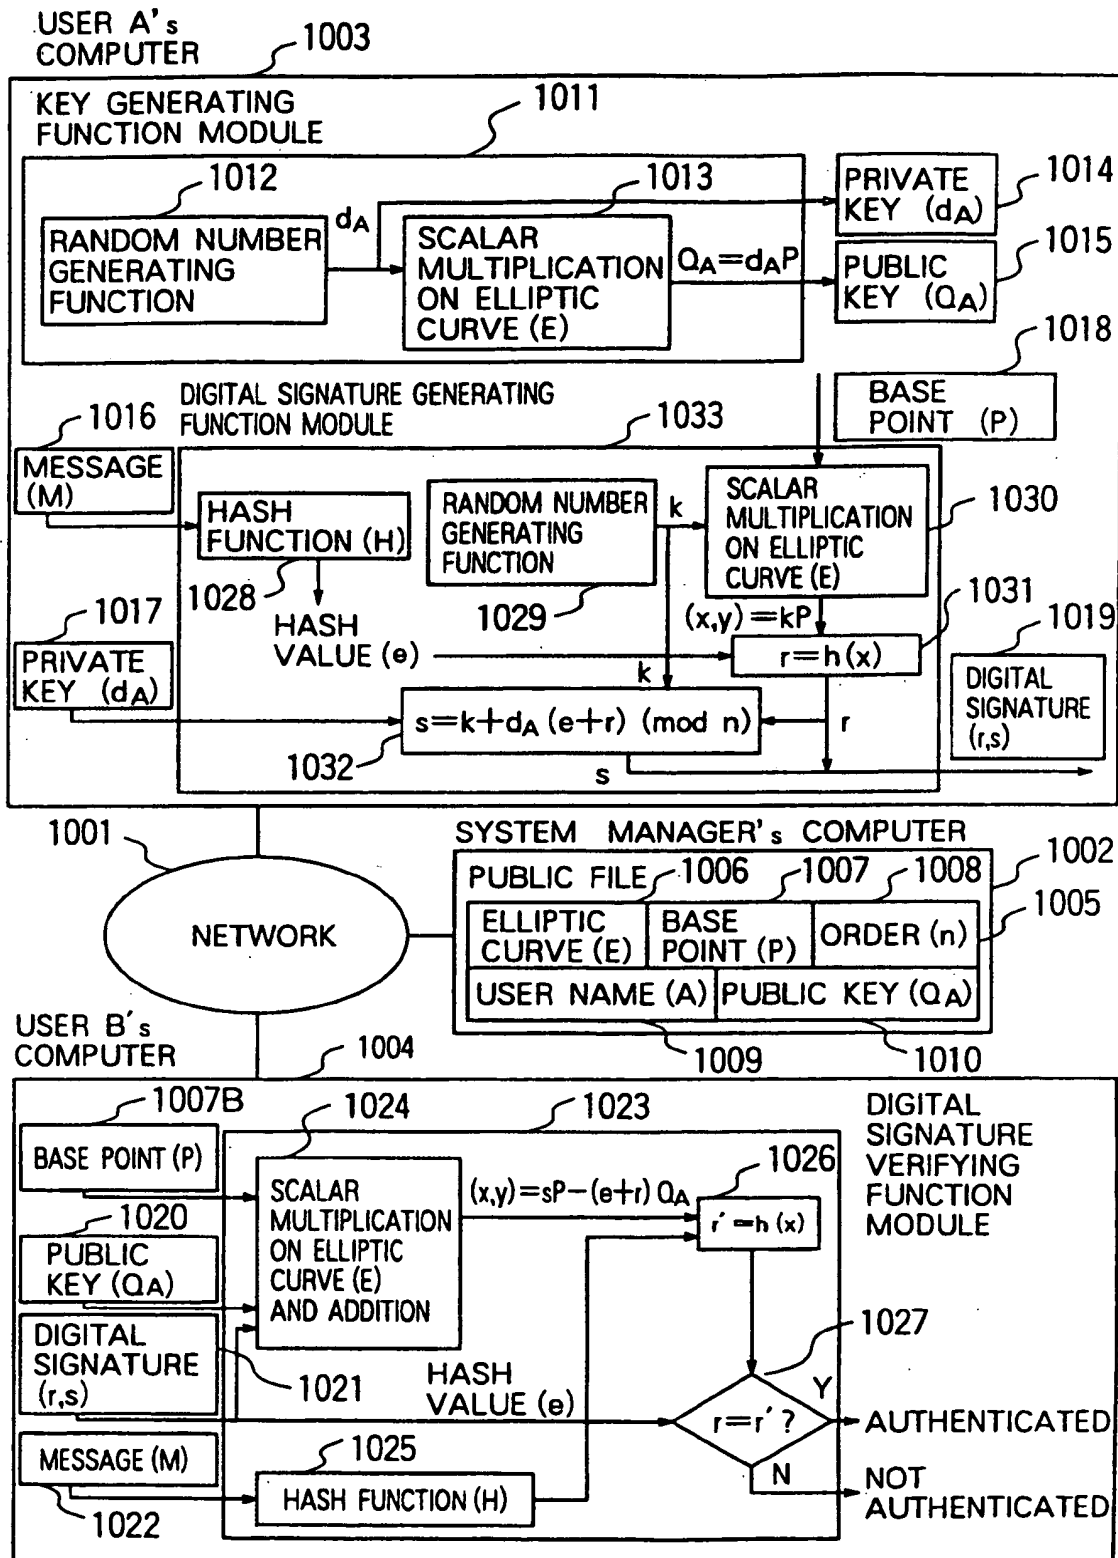 USER A's
COMPUTER
1003
KEY GENERATING
FUNCTION MODULE
1011
1012
RANDOM NUMBER
GENERATING
FUNCTION
dA
1013
SCALAR
MULTIPLICATION
ON ELLIPTIC
CURVE (E)
QA=dAP
1014
PRIVATE
KEY (dA)
1015
PUBLIC
KEY (QA)
1018
BASE
POINT (P)
DIGITAL SIGNATURE GENERATING
FUNCTION MODULE
1033
1016
MESSAGE
(M)
HASH
FUNCTION (H)
1028
HASH
VALUE (e)
RANDOM NUMBER
GENERATING
FUNCTION
1029
k
SCALAR
MULTIPLICATION
ON ELLIPTIC
CURVE (E)
1030
(x,y)=kP
1031
r=h(x)
1017
PRIVATE
KEY (dA)
k
s=k+dA (e+r) (mod n)
1032
r
s
1019
DIGITAL
SIGNATURE
(r,s)
1001
NETWORK
SYSTEM MANAGER's COMPUTER
1002
PUBLIC FILE
1006
1007
1008
1005
ELLIPTIC
CURVE (E)
BASE
POINT (P)
ORDER (n)
USER NAME (A)
PUBLIC KEY (QA)
1009
1010
USER B's
COMPUTER
1004
1007B
BASE POINT (P)
1024
1023
DIGITAL
SIGNATURE
VERIFYING
FUNCTION
MODULE
SCALAR
MULTIPLICATION
ON ELLIPTIC
CURVE (E)
AND ADDITION
(x,y)=sP-(e+r) QA
1026
r'=h(x)
1020
PUBLIC
KEY (QA)
DIGITAL
SIGNATURE
(r,s)
1021
HASH
VALUE (e)
1027
r=r'?
Y
AUTHENTICATED
N
NOT
AUTHENTICATED
MESSAGE (M)
1022
1025
HASH FUNCTION (H)